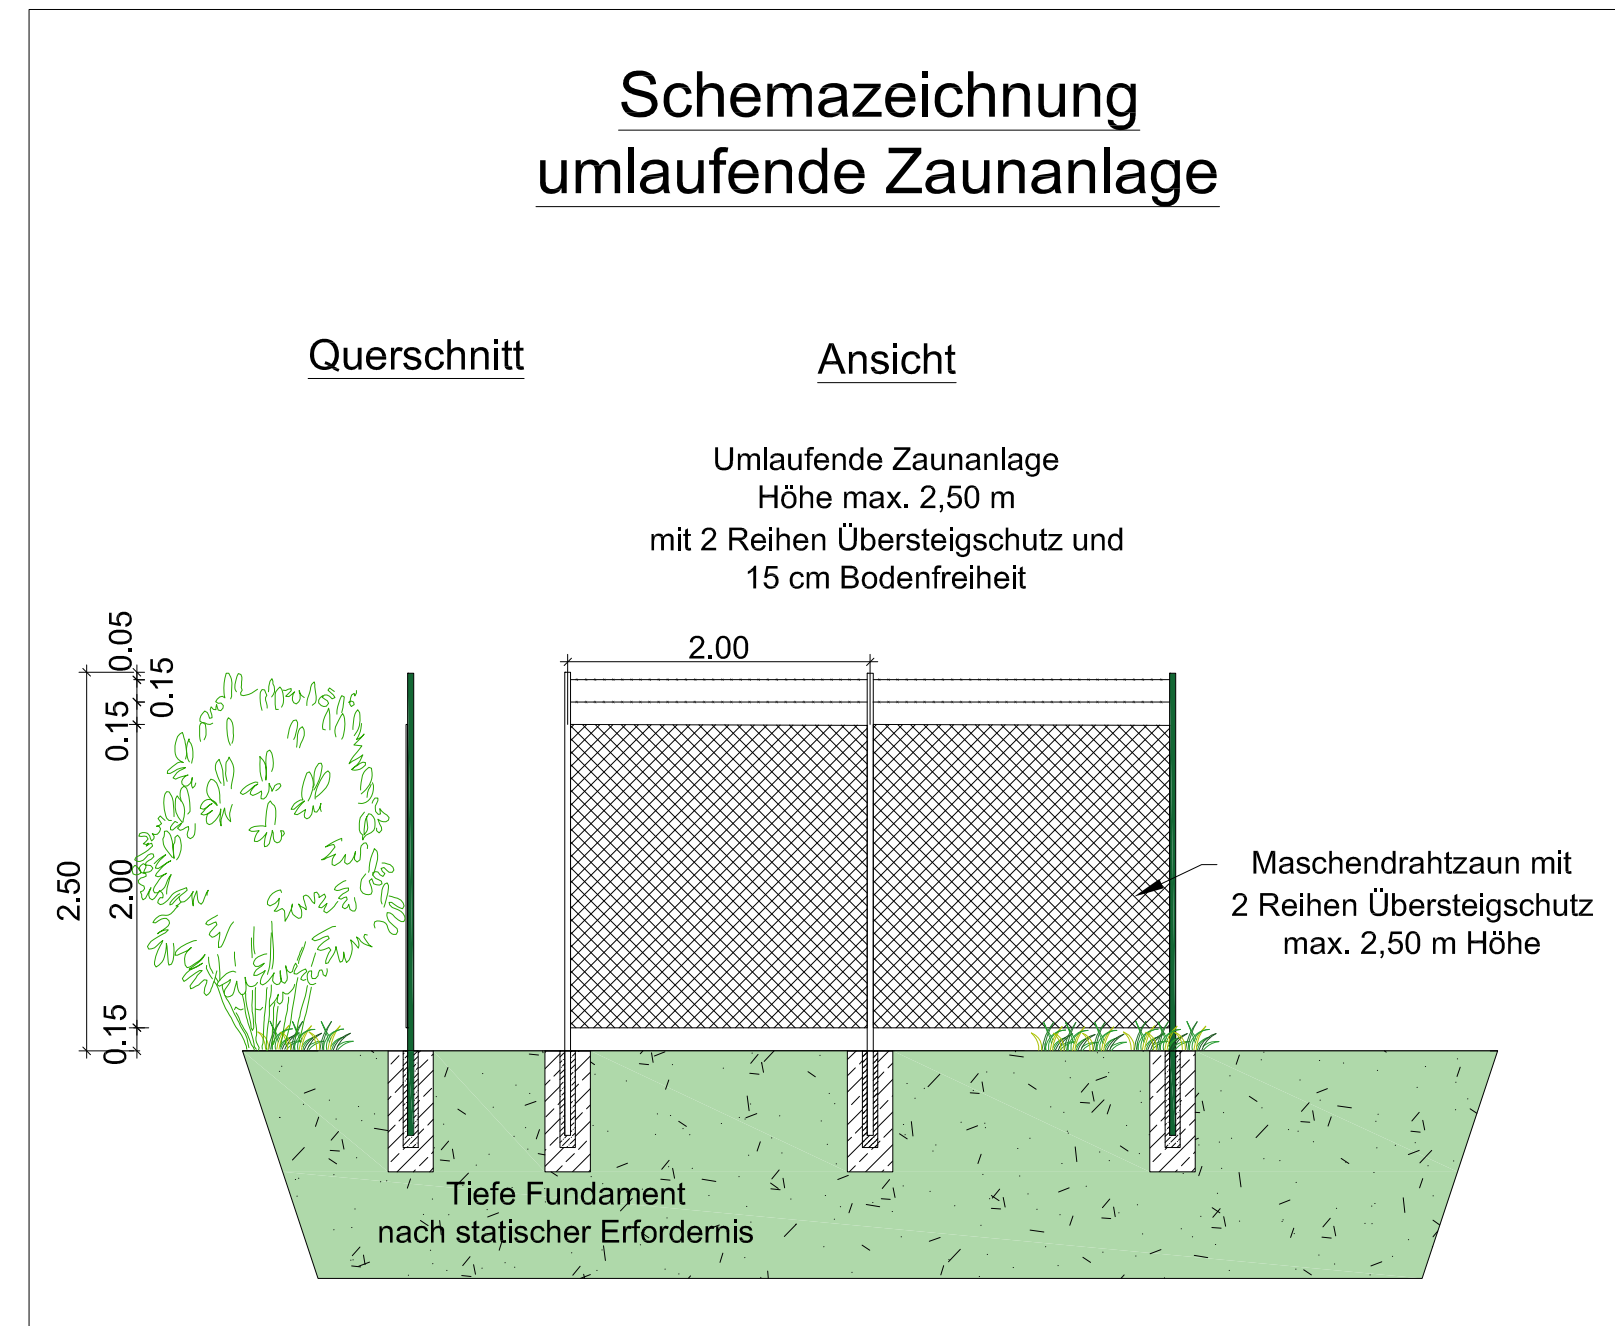 Schemazeichnung
umlaufende Zaunanlage
Querschnitt
Ansicht
Umlaufende Zaunanlage
Höhe max. 2,50 m
mit 2 Reihen Übersteigschutz und
15 cm Bodenfreiheit
0.05
0.15
0.15
2.00
2.50
2.00
0.15
Maschendrahtzaun mit
2 Reihen Übersteigschutz
max. 2,50 m Höhe
Tiefe Fundament
nach statischer Erfordernis